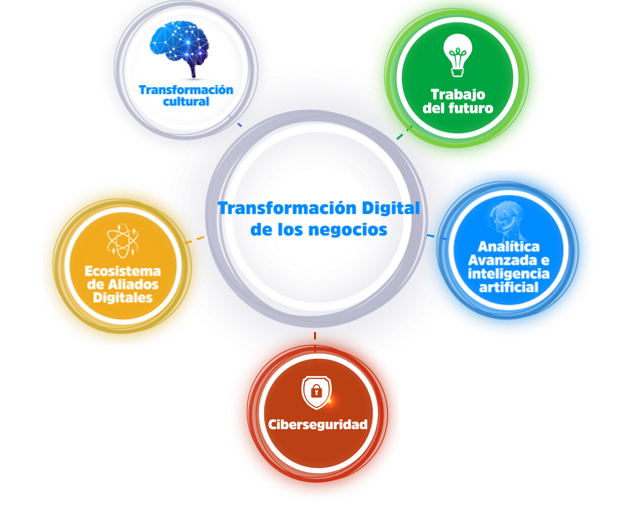 Transformación
cultural
Trabajo
del futuro
Transformación Digital
de los negocios
Ecosistema
de Aliados
Digitales
Analítica
Avanzada e
inteligencia
artificial
Ciberseguridad